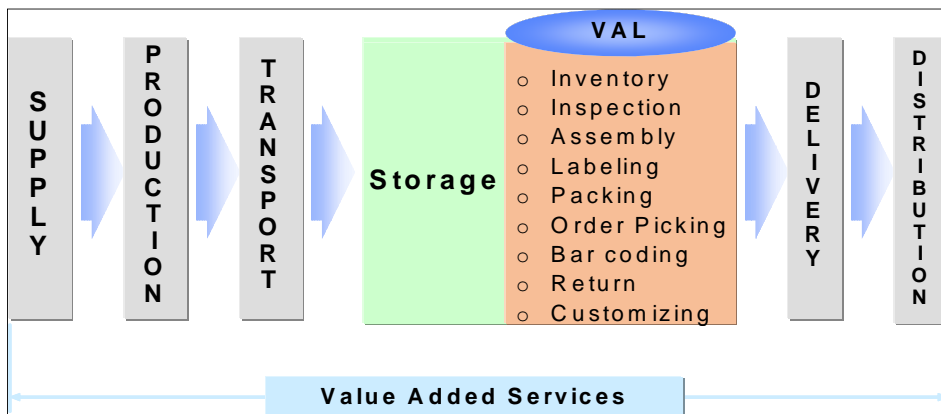 SUPPLY
PRODUCTION
TRANSPORT
Storage
VAL
o Inventory
o Inspection
o Assembly
o Labeling
o Packing
o Order Picking
o Bar coding
o Return
o Customizing
DELIVERY
DISTRIBUTION
Value Added Services